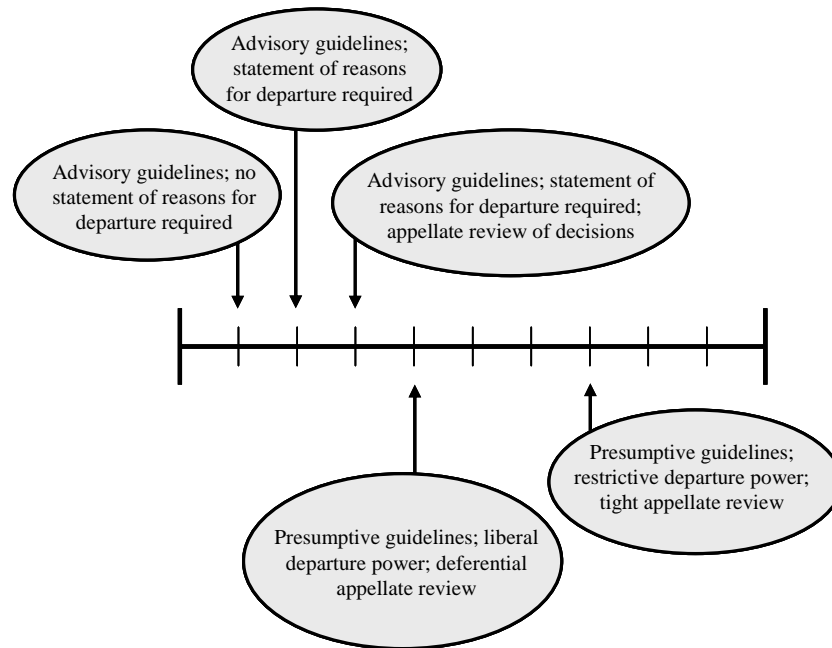 Advisory guidelines;
statement of reasons
for departure required
Advisory guidelines; no
statement of reasons for
departure required
Advisory guidelines; statement of
reasons for departure required;
appellate review of decisions
Presumptive guidelines; liberal
departure power; deferential
appellate review
Presumptive guidelines;
restrictive departure power;
tight appellate review